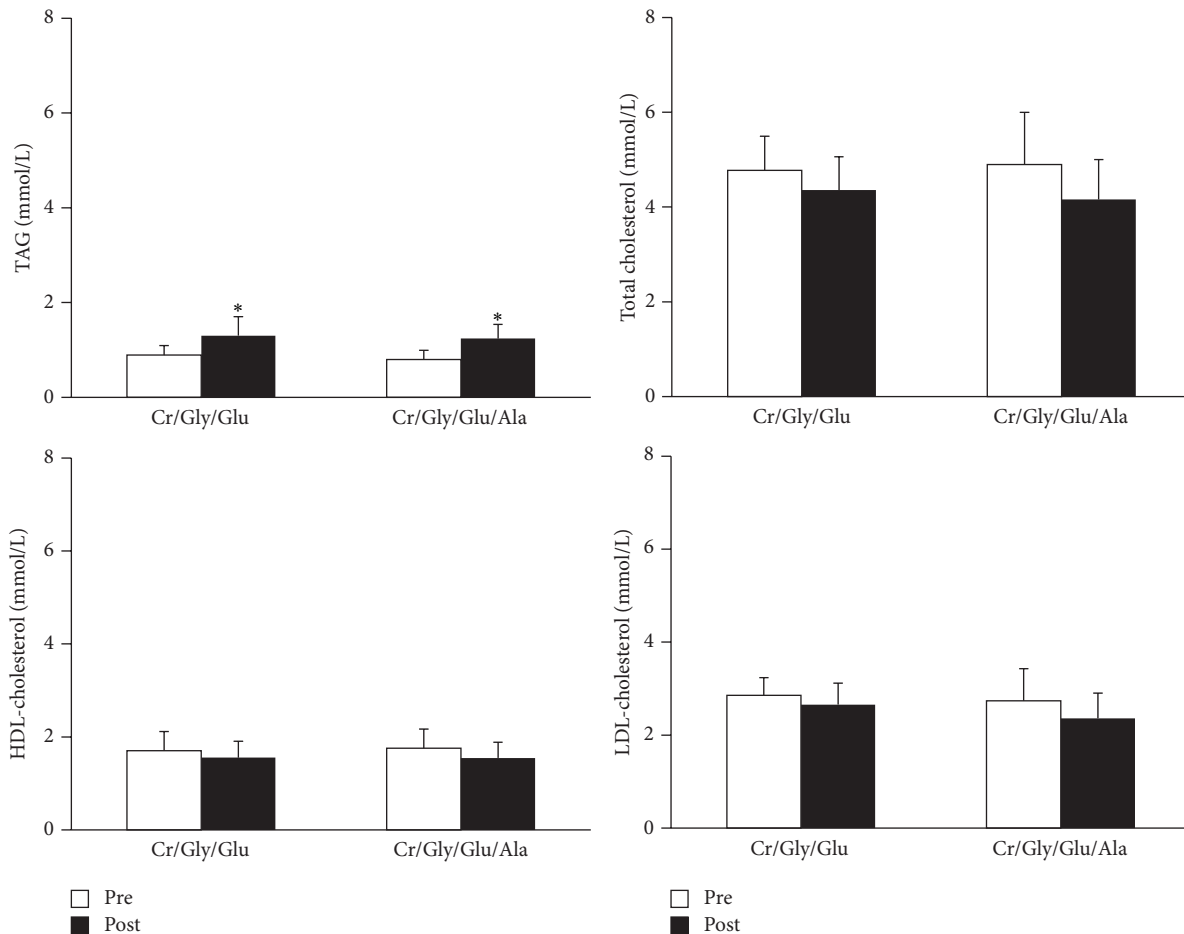 TAG (mmol/L)
8
6
4
2
0
*
*
Cr/Gly/Glu
Cr/Gly/Glu/Ala
Total cholesterol (mmol/L)
8
6
4
2
0
Cr/Gly/Glu
Cr/Gly/Glu/Ala
HDL-cholesterol (mmol/L)
8
6
4
2
0
Cr/Gly/Glu
Cr/Gly/Glu/Ala
Pre
Post
LDL-cholesterol (mmol/L)
8
6
4
2
0
Cr/Gly/Glu
Cr/Gly/Glu/Ala
Pre
Post